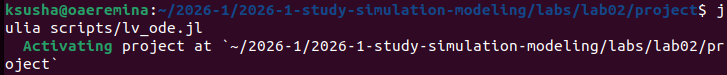 ksusha@oaeremina:~/2026-1/2026-1-study-simulation-modeling/labs/lab02/project$ j
ulia scripts/lv_ode.jl
  Activating project at `~/2026-1/2026-1-study-simulation-modeling/labs/lab02/pr
oject`